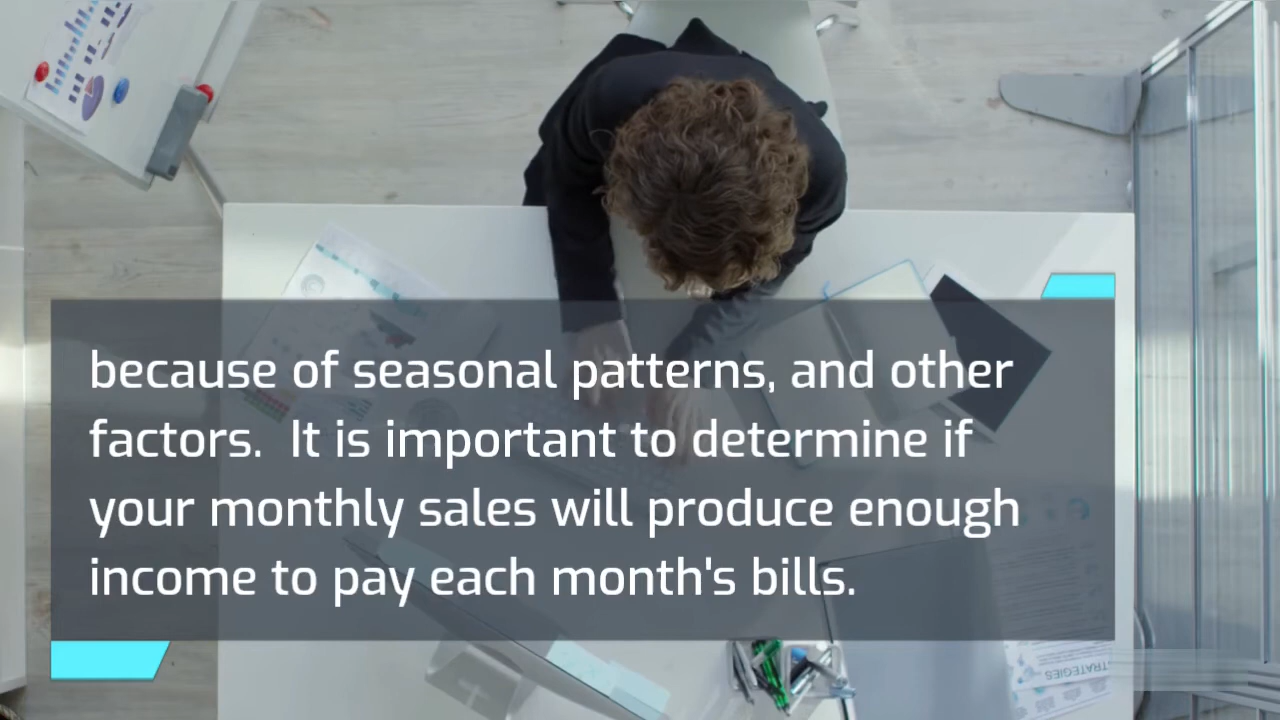 because of seasonal patterns, and other
factors.  It is important to determine if
your monthly sales will produce enough
income to pay each month's bills.
STRATEGIES